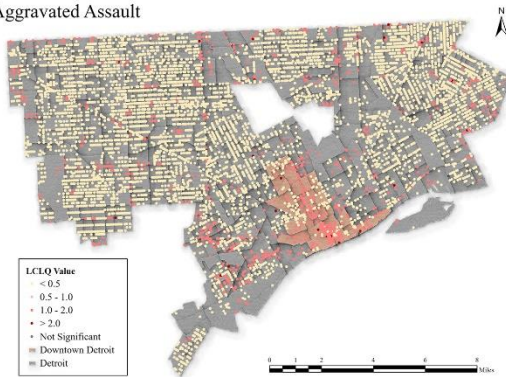 Aggravated Assault
N
LCLQ Value
< 0.5
0.5 - 1.0
1.0 - 2.0
> 2.0
Not Significant
Downtown Detroit
Detroit
0 1 2 4 6 8
Miles